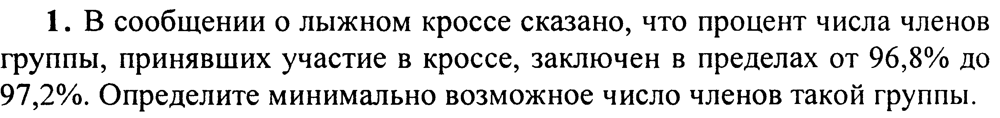 1. В сообщении о лыжном кроссе сказано, что процент числа членов
группы, принявших участие в кроссе, заключен в пределах от 96,8% до
97,2%. Определите минимально возможное число членов такой группы.